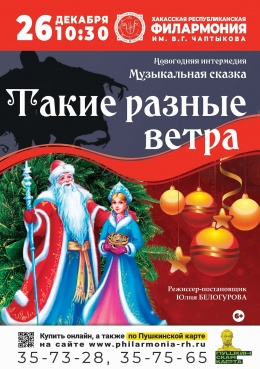 26 ДЕКАБРЯ
10:30
ХАКАССКАЯ РЕСПУБЛИКАНСКАЯ
ФИЛАРМОНИЯ
ИМ. В.Г. ЧАПТЫКОВА
Новогодняя интермедия
Музыкальная сказка
Такие разные
ветра
6+
Режиссер-постановщик
Юлия БЕЛОГУРОВА
Купить онлайн, а также по Пушкинской карте
на сайте www.philarmonia-rh.ru
35-73-28, 35-75-65
ПУШКИН
СКАЯ
КАРТА